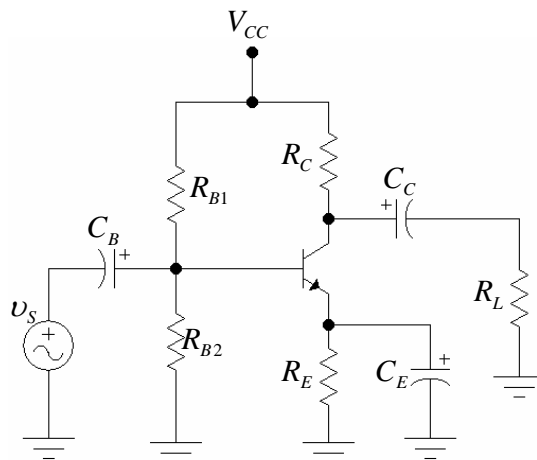 V_CC
R_C
C_C
R_B1
C_B
+
+
υ_S
R_L
+
R_B2
+
R_E
C_E